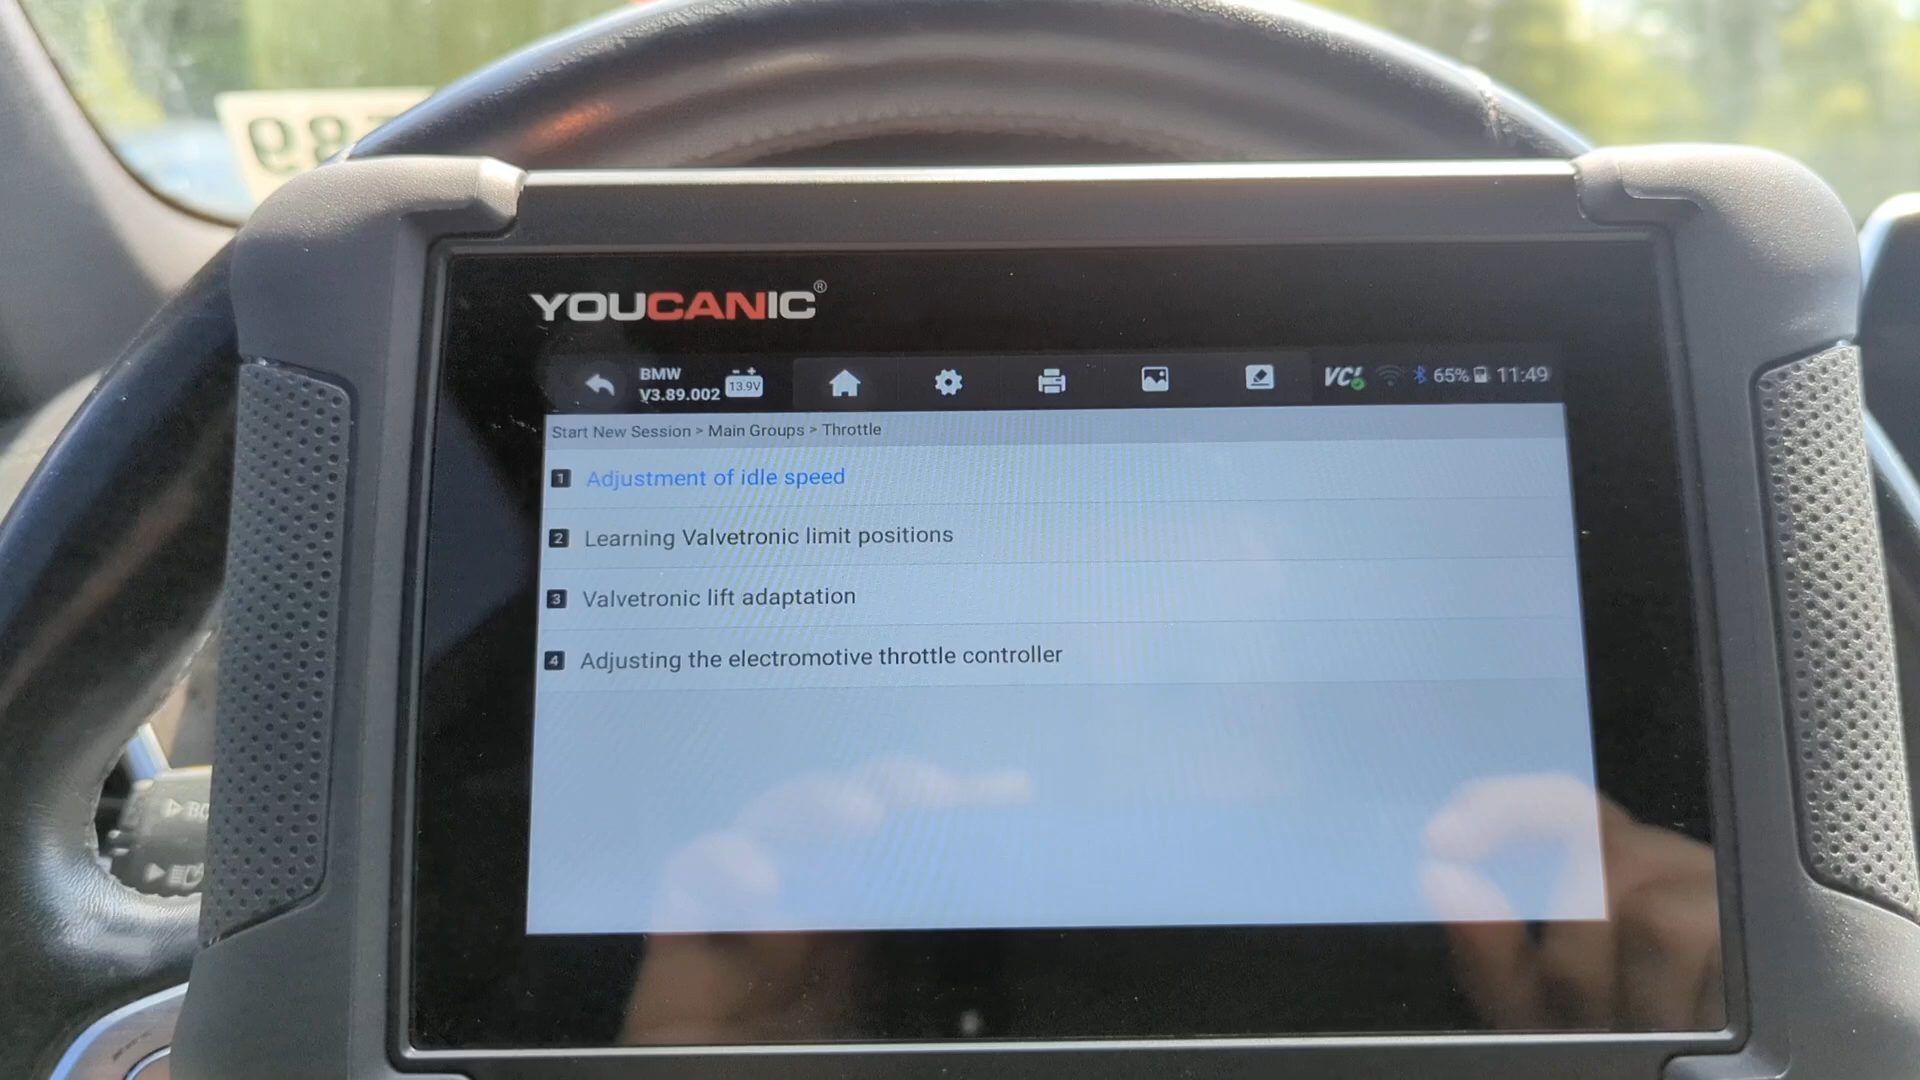 YOUCANIC®
BMW
V3.89.002
13.9V
VCI
65%
11:49
Start New Session > Main Groups > Throttle
1 Adjustment of idle speed
2 Learning Valvetronic limit positions
3 Valvetronic lift adaptation
4 Adjusting the electromotive throttle controller